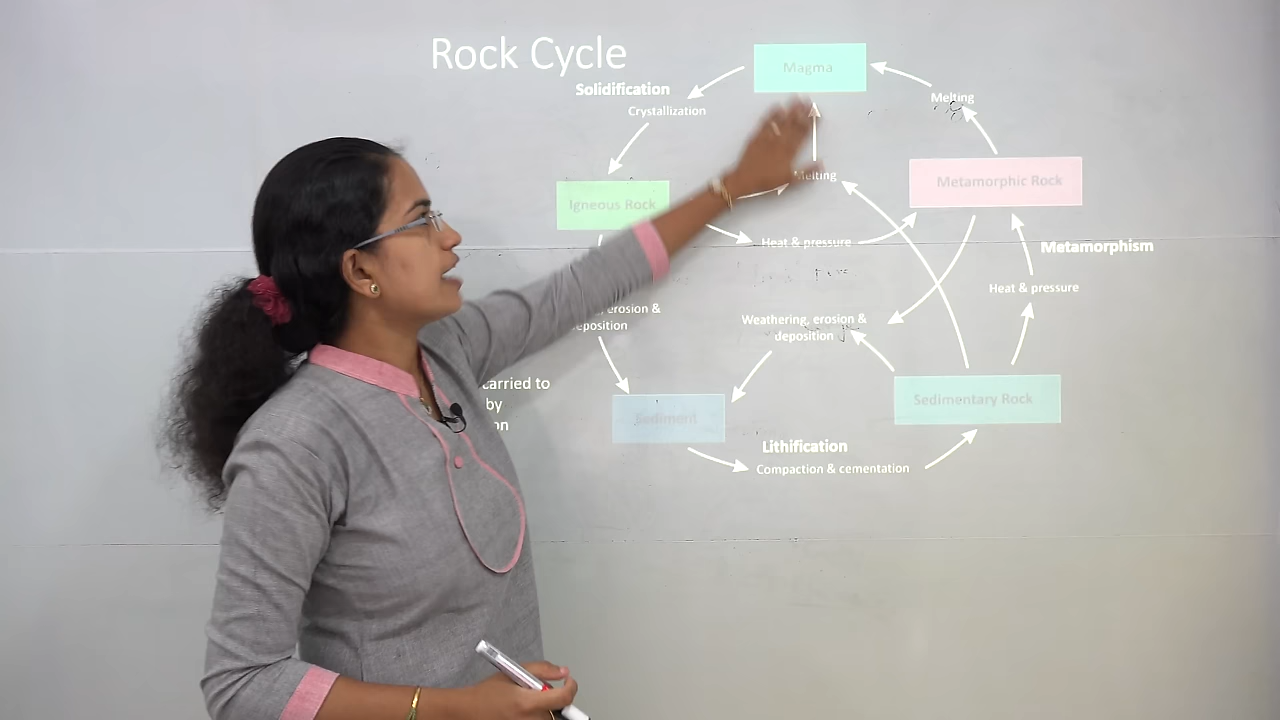 Rock Cycle
Magma
Solidification
Crystallization
Melting
Igneous Rock
Melting
Metamorphic Rock
Heat & pressure
Metamorphism
Heat & pressure
erosion &
Weathering, erosion &
deposition
carried to
by
Sediment
Sedimentary Rock
Lithification
Compaction & cementation